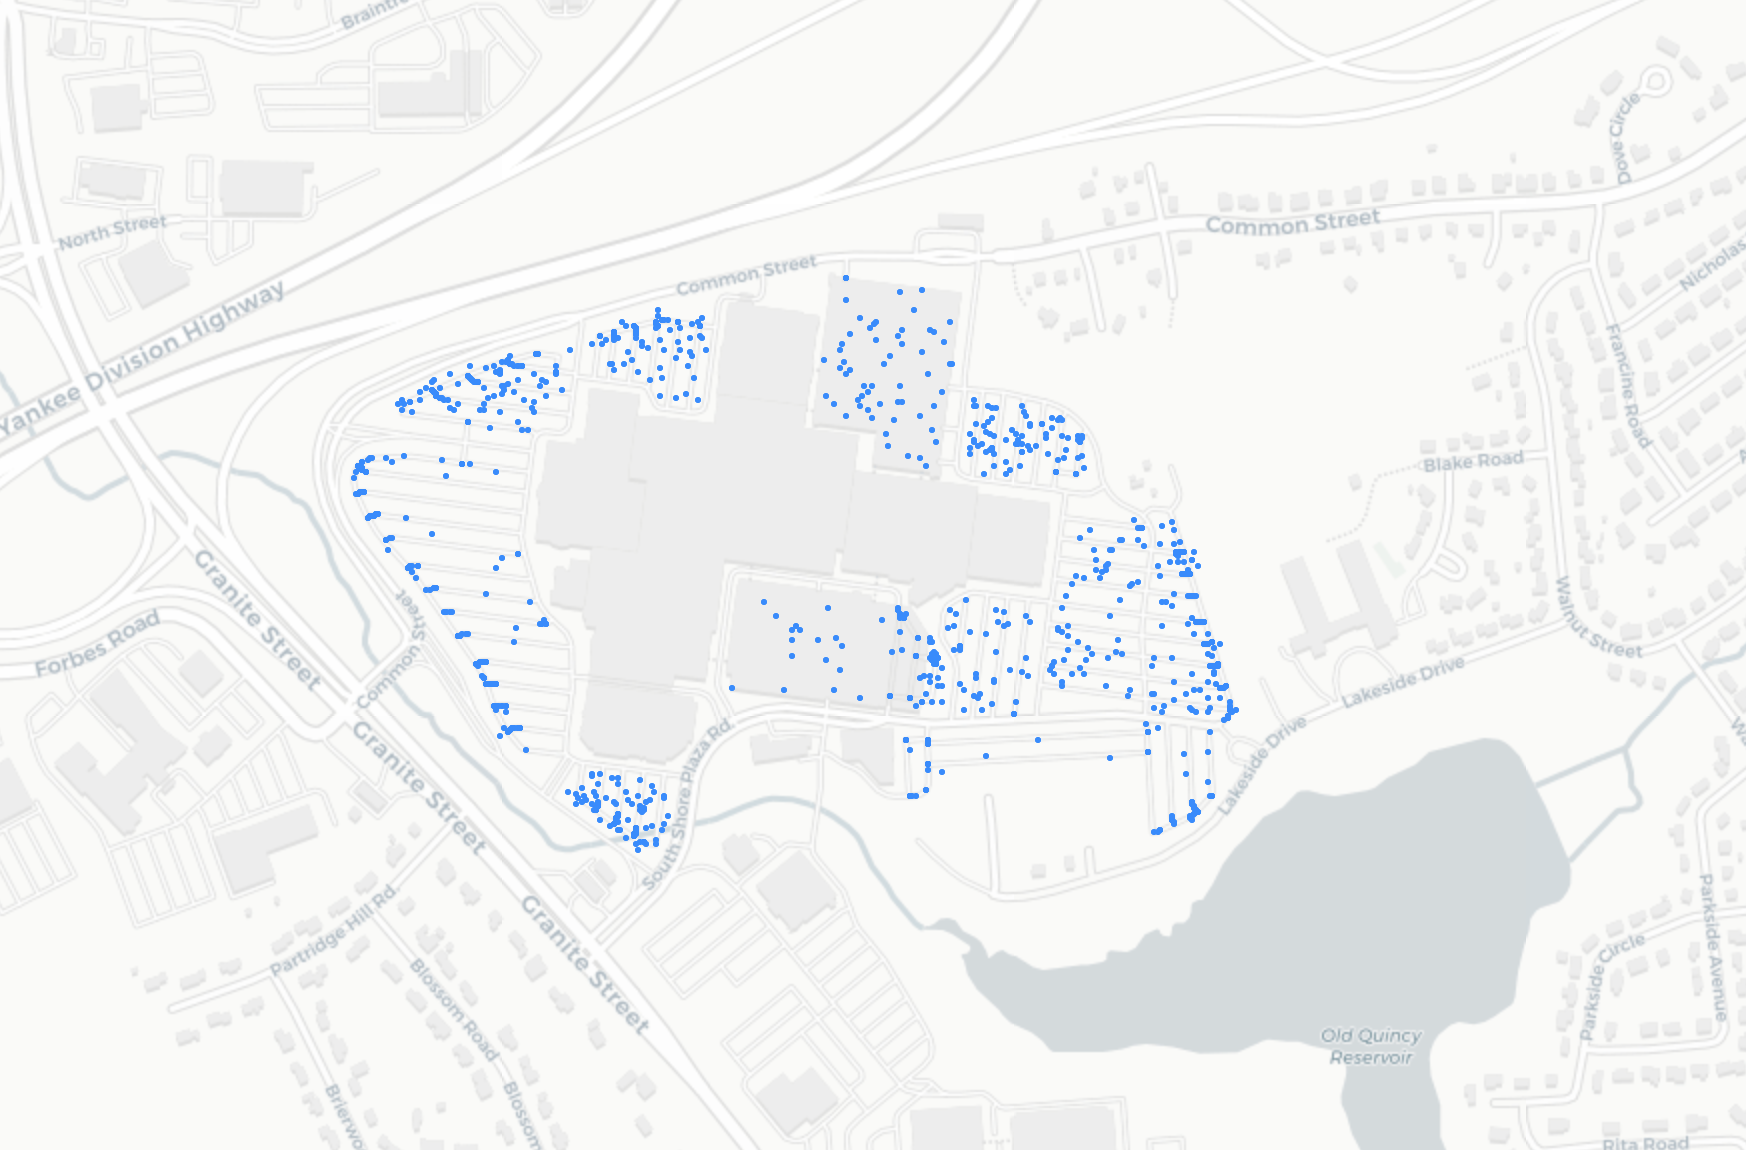 Braintre
North Street
Yankee Division Highway
Common Street
Common Street
Dove Circle
Nicholas
Francine Road
Blake Road
Walnut Street
Granite Street
Forbes Road
Common Street
Lakeside Drive
Lakeside Drive
South Shore Plaza Rd.
Granite Street
Granite Street
Partridge Hill Rd
Blossom Road
Blossom
Brierwo
Parkside Avenue
Parkside Circle
Old Quincy
Reservoir
Rita Road